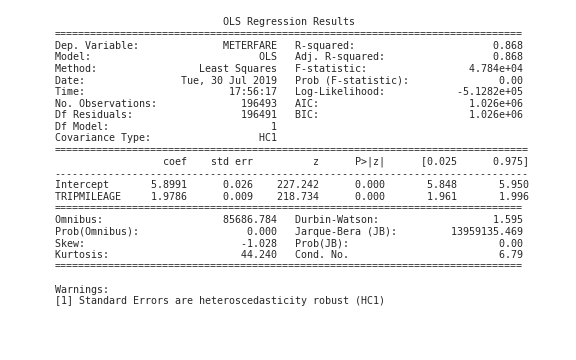 OLS Regression Results
==============================================================================
Dep. Variable: METERFARE R-squared: 0.868
Model: OLS Adj. R-squared: 0.868
Method: Least Squares F-statistic: 4.784e+04
Date: Tue, 30 Jul 2019 Prob (F-statistic): 0.00
Time: 17:56:17 Log-Likelihood: -5.1282e+05
No. Observations: 196493 AIC: 1.026e+06
Df Residuals: 196491 BIC: 1.026e+06
Df Model: 1
Covariance Type: HC1
===============================================================================
coef std err z P>|z| [0.025 0.975]
-------------------------------------------------------------------------------
Intercept 5.8991 0.026 227.242 0.000 5.848 5.950
TRIPMILEAGE 1.9786 0.009 218.734 0.000 1.961 1.996
==============================================================================
Omnibus: 85686.784 Durbin-Watson: 1.595
Prob(Omnibus): 0.000 Jarque-Bera (JB): 13959135.469
Skew: -1.028 Prob(JB): 0.00
Kurtosis: 44.240 Cond. No. 6.79
==============================================================================
Warnings:
[1] Standard Errors are heteroscedasticity robust (HC1)